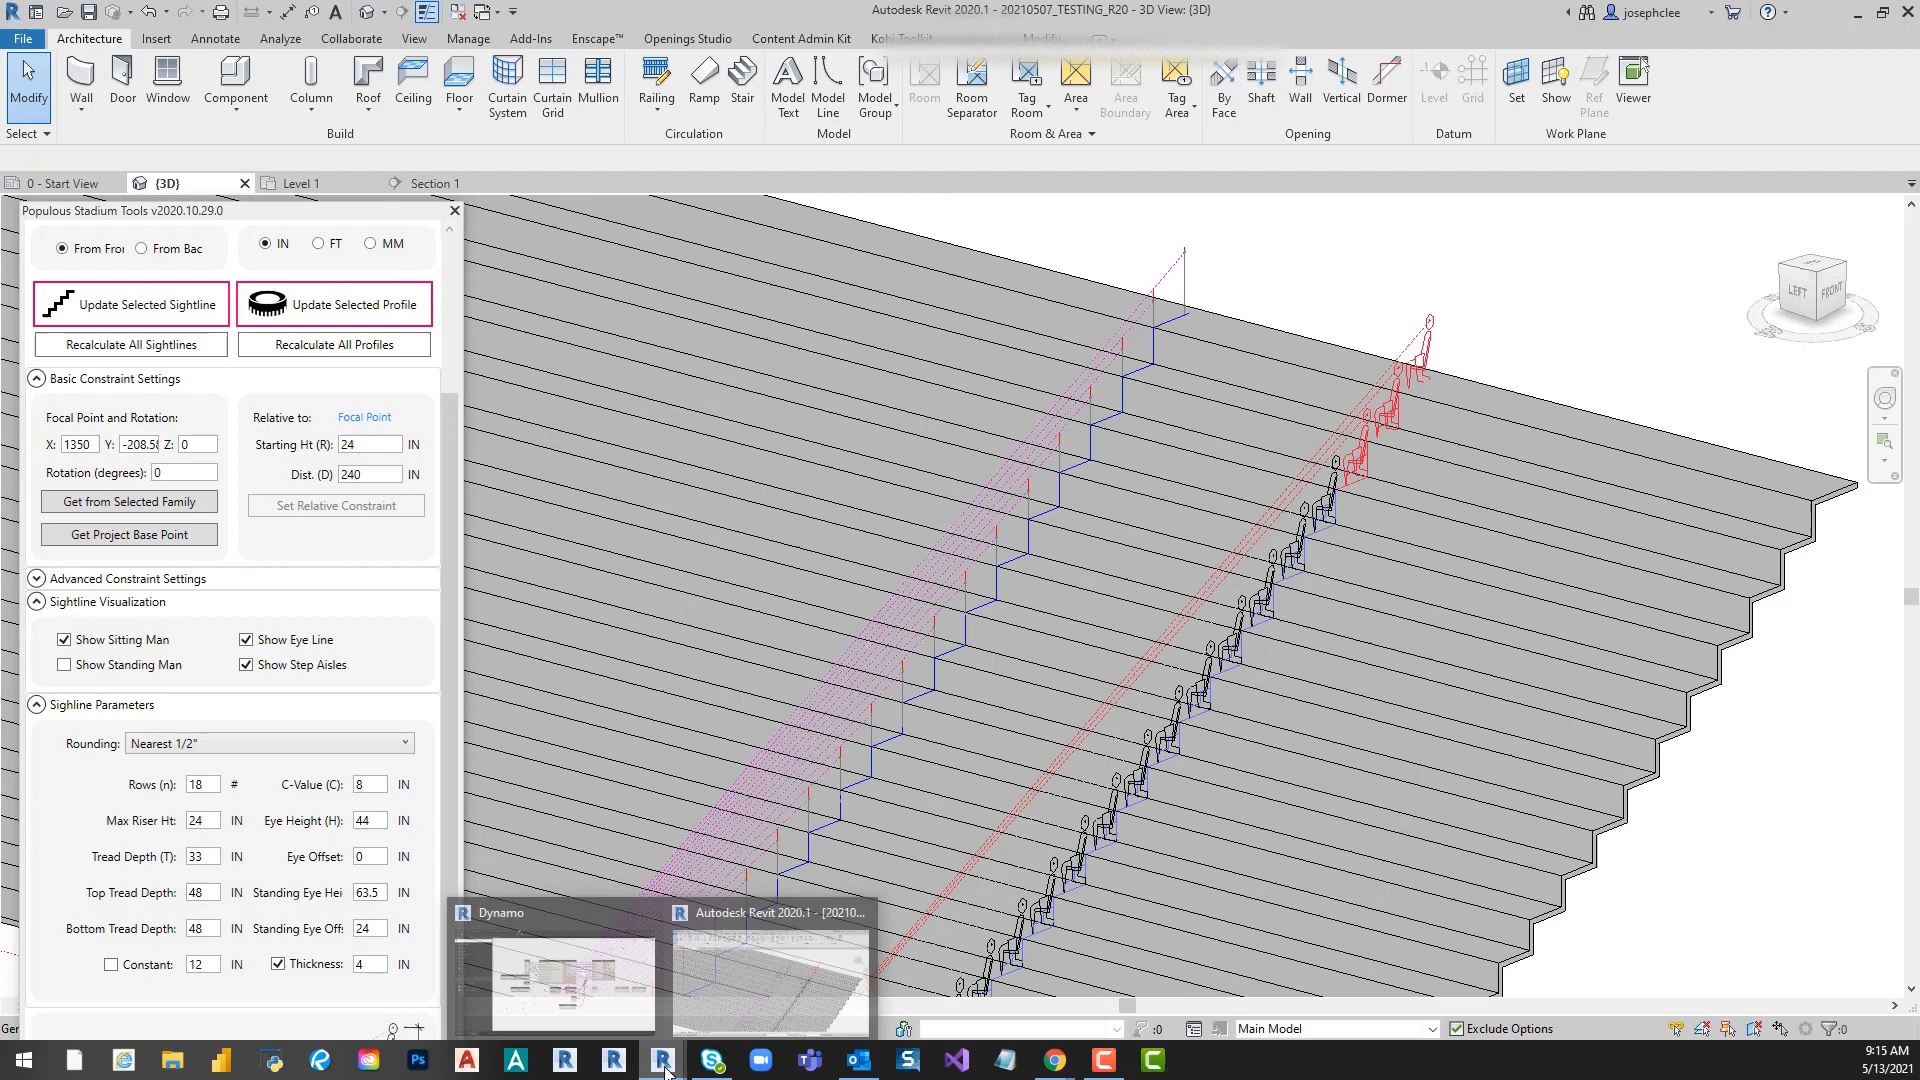 Autodesk Revit 2020.1 - 20210507_TESTING_R20 - 3D View: {3D}
josephclee
File
Architecture
Insert
Annotate
Analyze
Collaborate
View
Manage
Add-Ins
Enscape™
Openings Studio
Content Admin Kit
Kohi Toolkit
Modify
Modify
Wall
Door
Window
Component
Column
Roof
Ceiling
Floor
Curtain System
Curtain Grid
Mullion
Railing
Ramp
Stair
Model Text
Model Line
Model Group
Room
Room Separator
Tag Room
Area
Area Boundary
Tag Area
By Face
Shaft
Wall
Vertical
Dormer
Level
Grid
Set
Show
Ref Plane
Viewer
Select
Build
Circulation
Model
Room & Area
Opening
Datum
Work Plane
0 - Start View
{3D}
Level 1
Section 1
Populous Stadium Tools v2020.10.29.0
From Fror
From Bac
IN
FT
MM
Update Selected Sightline
Update Selected Profile
Recalculate All Sightlines
Recalculate All Profiles
Basic Constraint Settings
Focal Point and Rotation:
Relative to:
Focal Point
X: 1350 Y: -208.58 Z: 0
Starting Ht (R): 24 IN
Rotation (degrees): 0
Dist. (D) 240 IN
Get from Selected Family
Set Relative Constraint
Get Project Base Point
Advanced Constraint Settings
Sightline Visualization
Show Sitting Man
Show Eye Line
Show Standing Man
Show Step Aisles
Sighline Parameters
Rounding: Nearest 1/2"
Rows (n): 18 # C-Value (C): 8 IN
Max Riser Ht: 24 IN Eye Height (H): 44 IN
Tread Depth (T): 33 IN Eye Offset: 0 IN
Top Tread Depth: 48 IN Standing Eye Hei 63.5 IN
Bottom Tread Depth: 48 IN Standing Eye Off: 24 IN
Constant: 12 IN Thickness: 4 IN
LEFT
FRONT
Dynamo
Autodesk Revit 2020.1 - [20210...
Ger
:0
Main Model
Exclude Options
:0
9:15 AM
5/13/2021